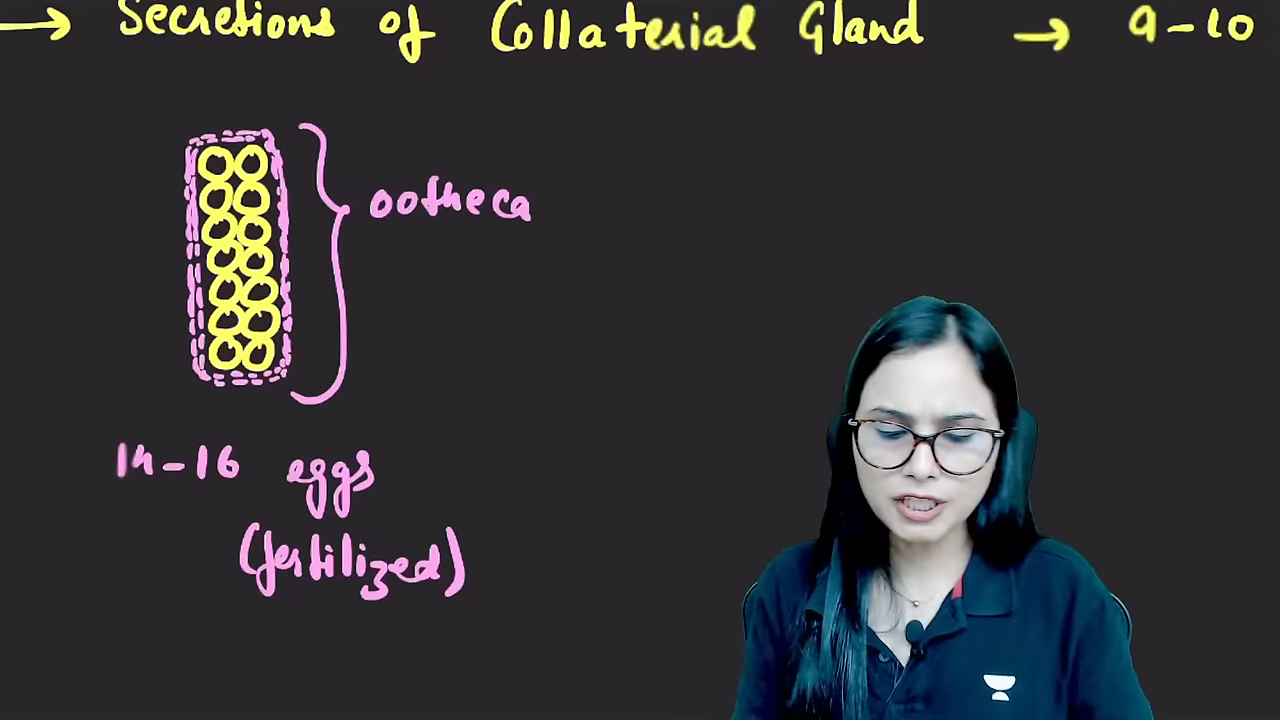 → Secretions of Collaterial Gland → 9-10
ootheca
14-16 eggs
(fertilized)